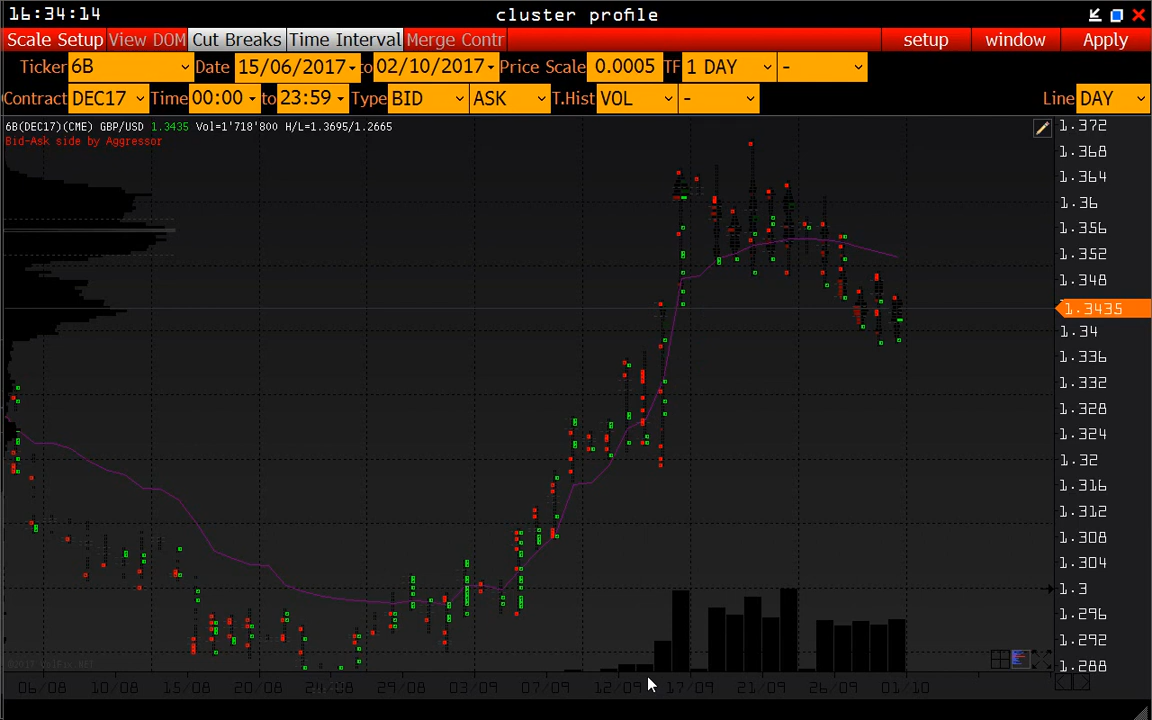 16:34:14 cluster profile
Scale Setup View DOM Cut Breaks Time Interval Merge Contr setup window Apply
Ticker 6B Date 15/06/2017 to 02/10/2017 Price Scale 0.0005 TF 1 DAY -
Contract DEC17 Time 00:00 to 23:59 Type BID ASK T.Hist VOL - Line DAY
6B(DEC17)(CME) GBP/USD 1.3435 Vol=1'718'800 H/L=1.3695/1.2665
Bid-Ask side by Aggressor
1.372
1.368
1.364
1.36
1.356
1.352
1.348
1.3435
1.34
1.336
1.332
1.328
1.324
1.32
1.316
1.312
1.308
1.304
1.3
1.296
1.292
1.288
©2017 VolFix.NET
06/08 10/08 15/08 20/08 24/08 29/08 03/09 07/09 12/09 17/09 21/09 26/09 01/10